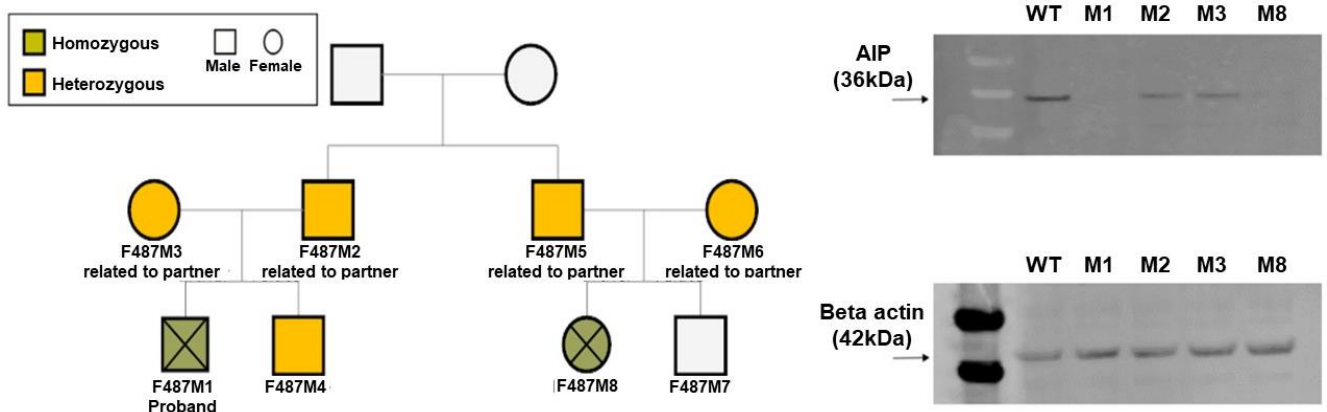 Homozygous
Heterozygous
Male Female
F487M3
related to partner
F487M2
related to partner
F487M5
related to partner
F487M6
related to partner
F487M1
Proband
F487M4
F487M8
F487M7
WT M1 M2 M3 M8
AIP
(36kDa)
WT M1 M2 M3 M8
Beta actin
(42kDa)